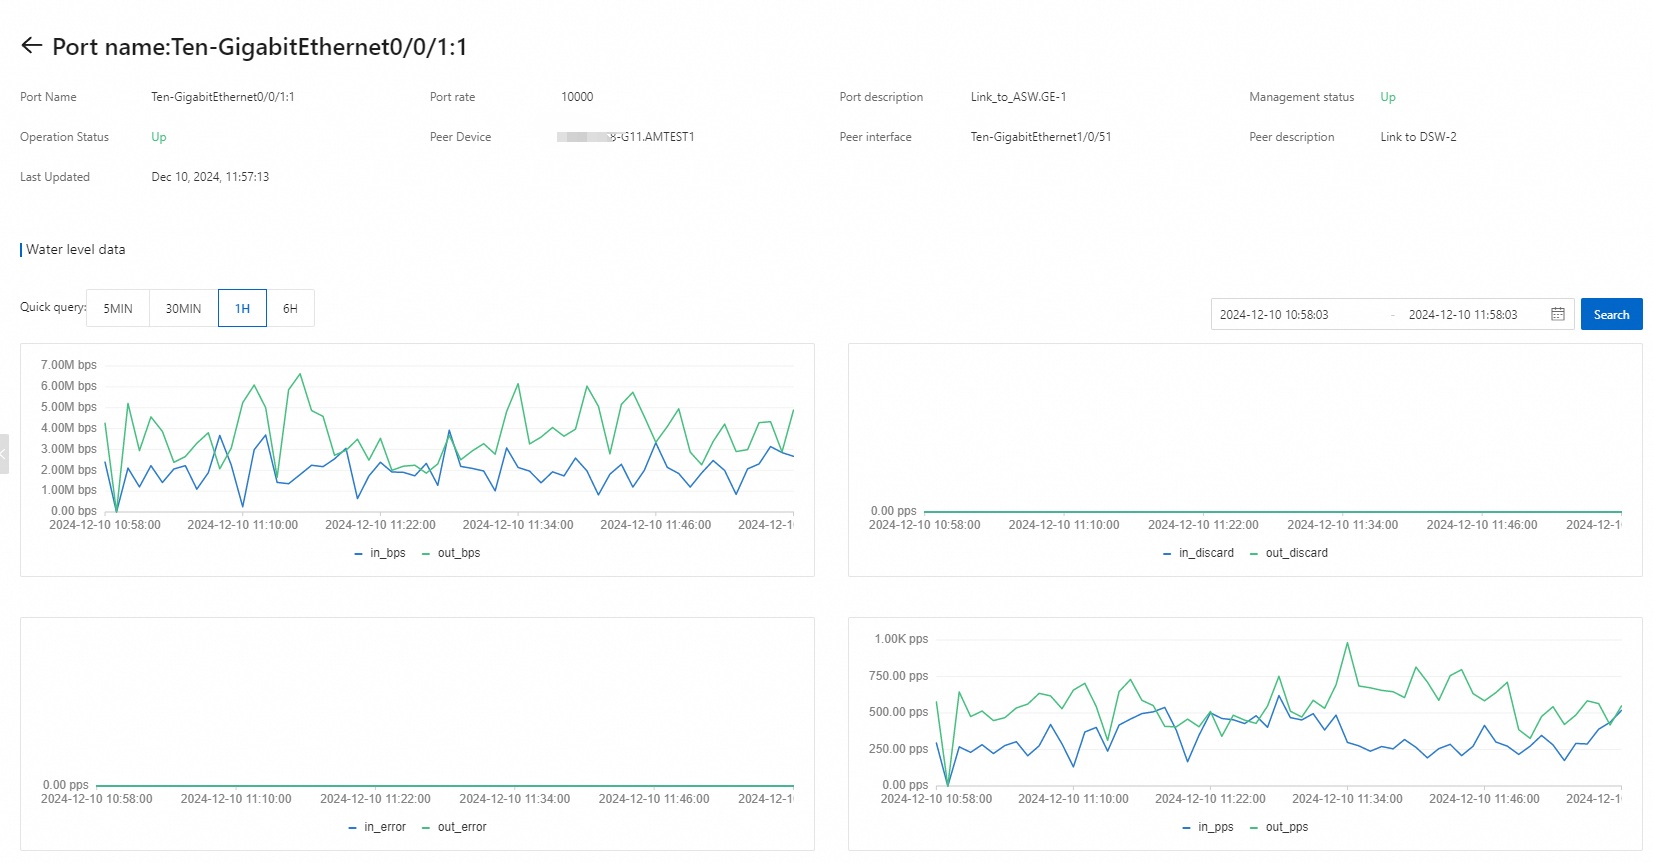 Port name:Ten-GigabitEthernet0/0/1:1
Port Name Ten-GigabitEthernet0/0/1:1 Port rate 10000 Port description Link_to_ASW.GE-1 Management status Up
Operation Status Up Peer Device -G11.AMTEST1 Peer interface Ten-GigabitEthernet1/0/51 Peer description Link to DSW-2
Last Updated Dec 10, 2024, 11:57:13
Water level data
Quick query: 5MIN 30MIN 1H 6H
2024-12-10 10:58:03 - 2024-12-10 11:58:03 Search
7.00M bps
6.00M bps
5.00M bps
4.00M bps
3.00M bps
2.00M bps
1.00M bps
0.00 bps
2024-12-10 10:58:00 2024-12-10 11:10:00 2024-12-10 11:22:00 2024-12-10 11:34:00 2024-12-10 11:46:00 2024-12-1
in_bps out_bps
0.00 pps
2024-12-10 10:58:00 2024-12-10 11:10:00 2024-12-10 11:22:00 2024-12-10 11:34:00 2024-12-10 11:46:00 2024-12-1
in_discard out_discard
0.00 pps
2024-12-10 10:58:00 2024-12-10 11:10:00 2024-12-10 11:22:00 2024-12-10 11:34:00 2024-12-10 11:46:00 2024-12-1
in_error out_error
1.00K pps
750.00 pps
500.00 pps
250.00 pps
0.00 pps
2024-12-10 10:58:00 2024-12-10 11:10:00 2024-12-10 11:22:00 2024-12-10 11:34:00 2024-12-10 11:46:00 2024-12-1
in_pps out_pps